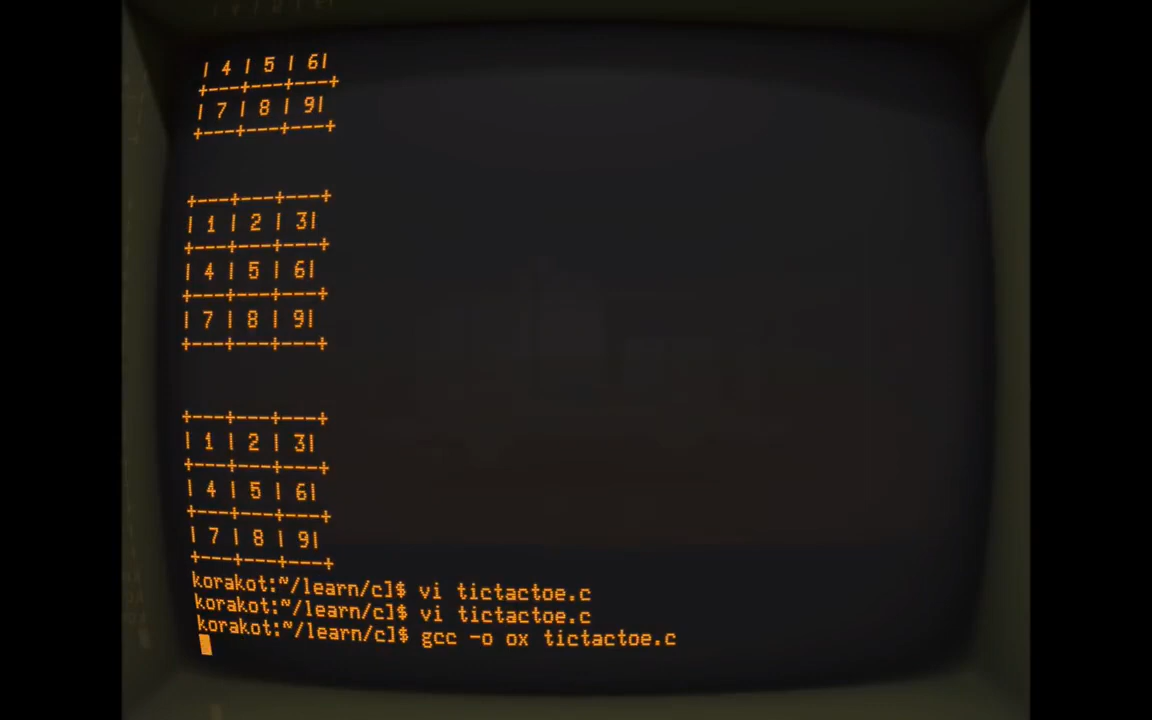 | 4 | 5 | 6|
+---+---+---+
| 7 | 8 | 9|
+---+---+---+
+---+---+---+
| 1 | 2 | 3|
+---+---+---+
| 4 | 5 | 6|
+---+---+---+
| 7 | 8 | 9|
+---+---+---+
+---+---+---+
| 1 | 2 | 3|
+---+---+---+
| 4 | 5 | 6|
+---+---+---+
| 7 | 8 | 9|
+---+---+---+
korakot:~/learn/c]$ vi tictactoe.c
korakot:~/learn/c]$ vi tictactoe.c
korakot:~/learn/c]$ gcc -o ox tictactoe.c